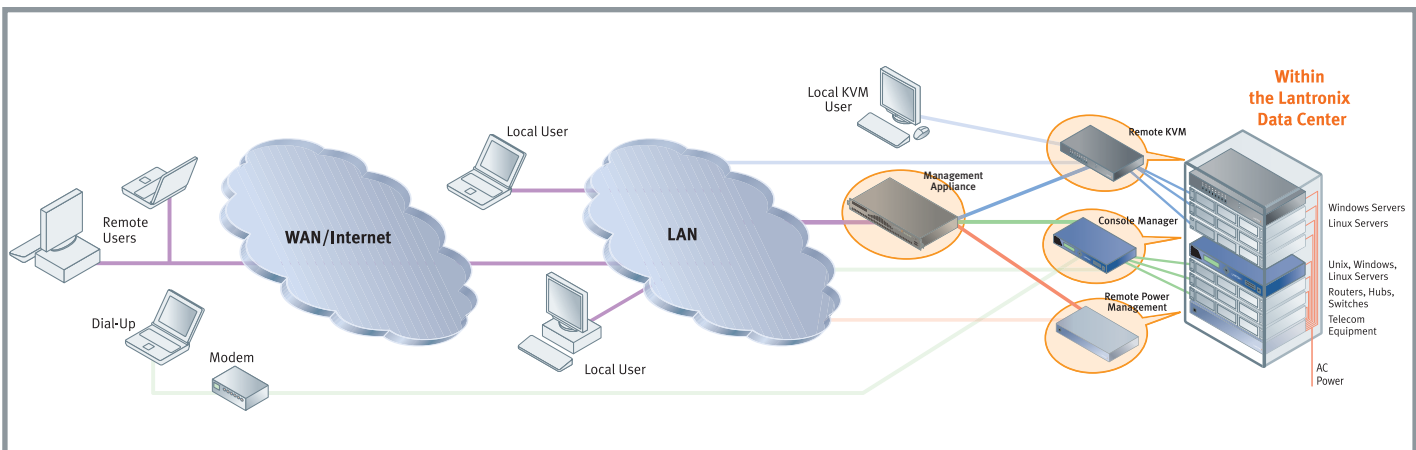 Within
the Lantronix
Data Center
Local KVM
User
Local User
Remote KVM
Management
Appliance
Remote
Users
WAN/Internet
LAN
Console Manager
Windows Servers
Linux Servers
Unix, Windows,
Linux Servers
Routers, Hubs,
Switches
Remote Power
Management
Telecom
Equipment
Dial•Up
Modem
Local User
AC
Power